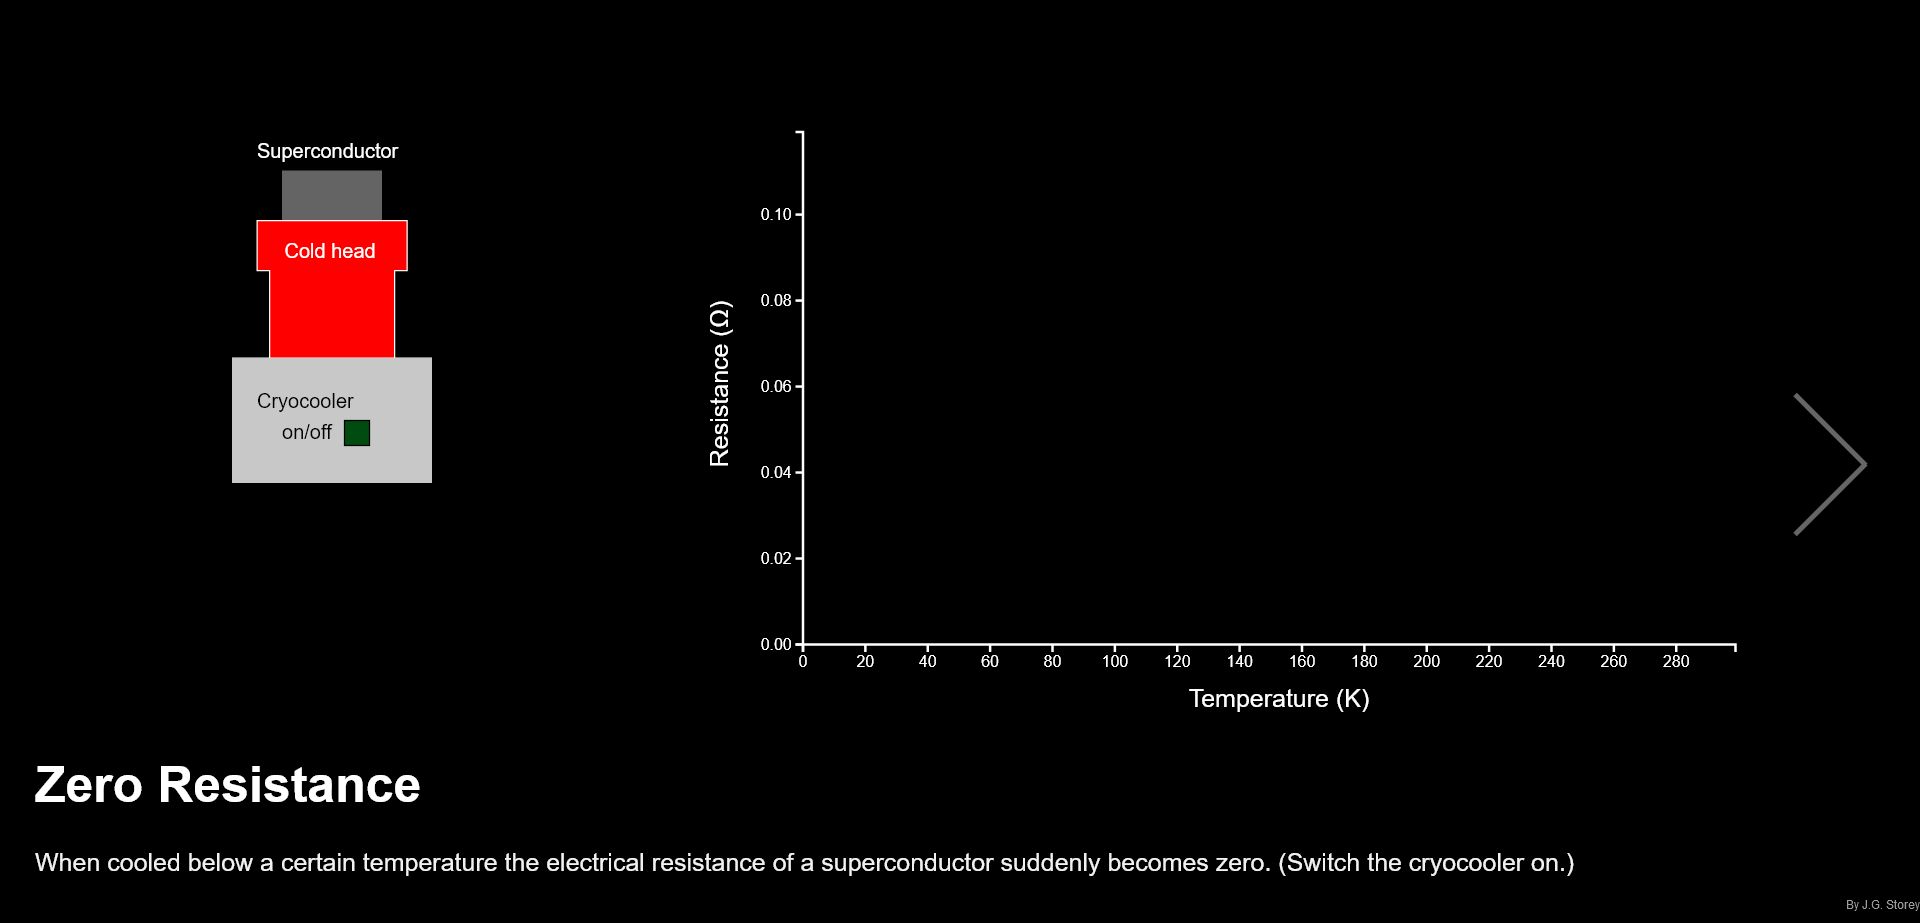 Superconductor
Cold head
Cryocooler
on/off
Resistance (Ω)
0.10
0.08
0.06
0.04
0.02
0.00
0 20 40 60 80 100 120 140 160 180 200 220 240 260 280
Temperature (K)
Zero Resistance
When cooled below a certain temperature the electrical resistance of a superconductor suddenly becomes zero. (Switch the cryocooler on.)
By J.G. Storey